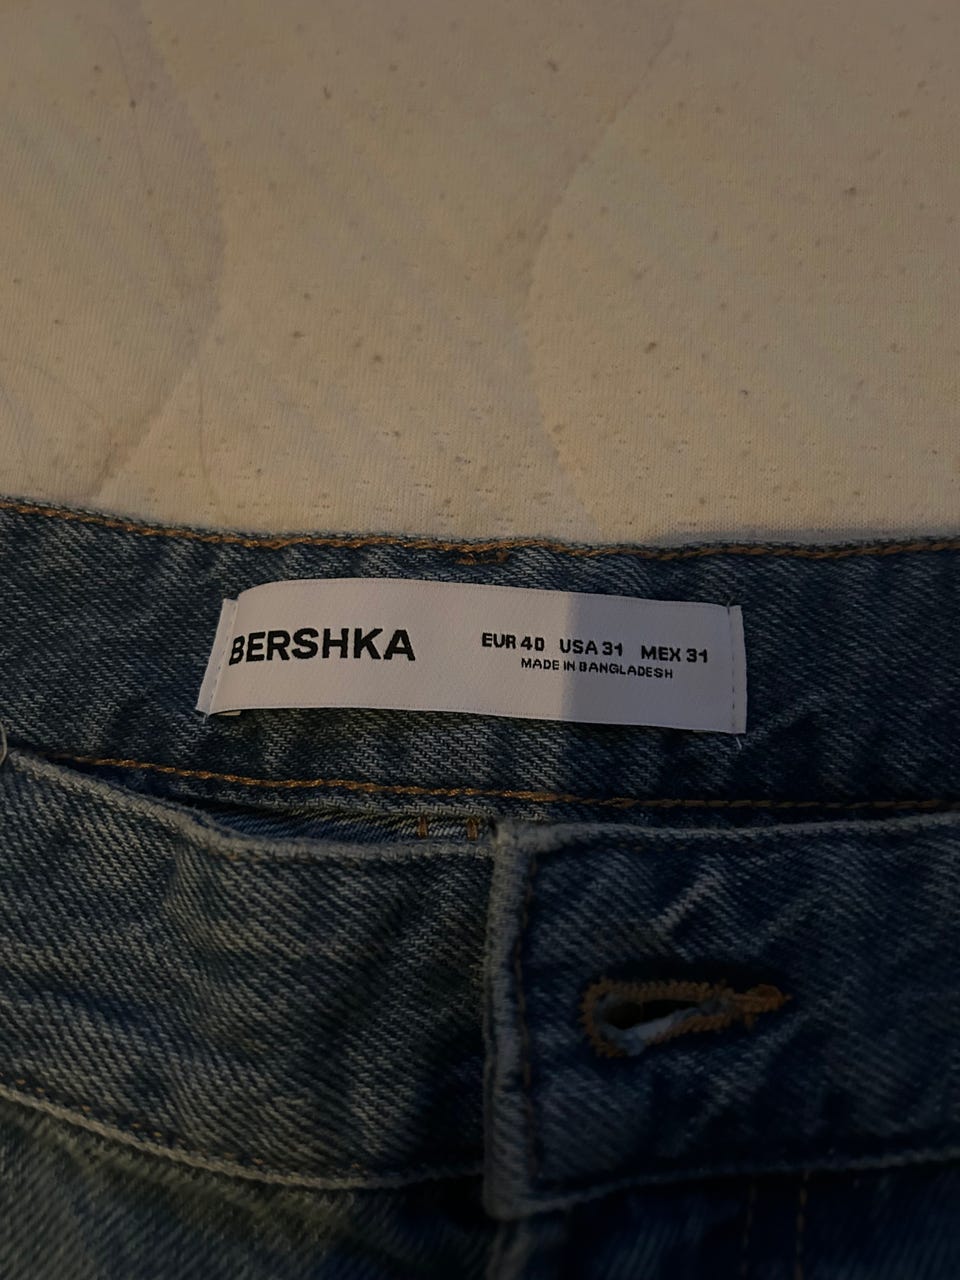 BERSHKA
EUR 40 USA 31 MEX 31
MADE IN BANGLADESH